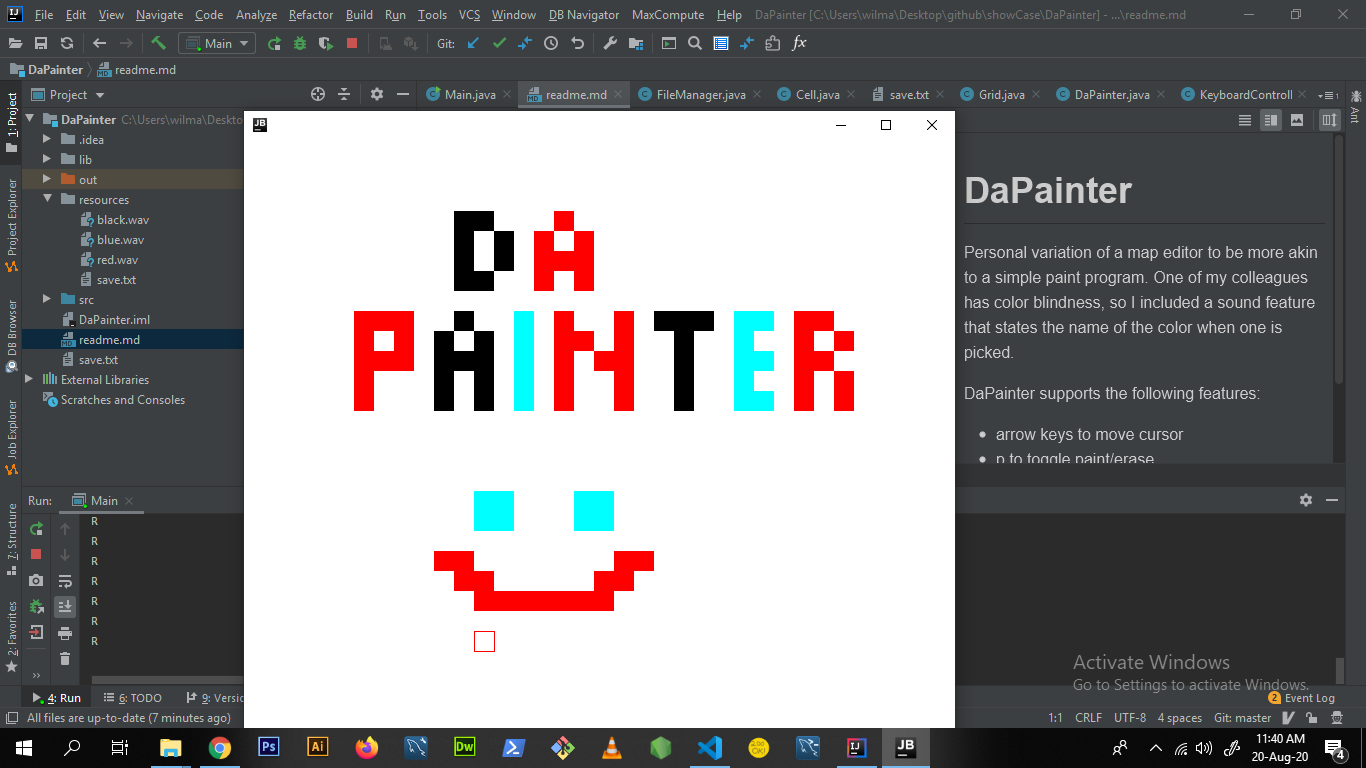 File Edit View Navigate Code Analyze Refactor Build Run Tools VCS Window DB Navigator MaxCompute Help DaPainter [C:\Users\wilma\Desktop\github\showCase\DaPainter] - ...\readme.md
Main Git:
DaPainter readme.md
Project Main.java readme.md FileManager.java Cell.java save.txt Grid.java DaPainter.java KeyboardControll
DaPainter C:\Users\wilma\Deskto
.idea
lib
out
resources
black.wav
blue.wav
red.wav
save.txt
src
DaPainter.iml
readme.md
save.txt
External Libraries
Scratches and Consoles
1: Project
Project Explorer
DB Browser
Job Explorer
7: Structure
2: Favorites
JB
DA
PAINTER
DaPainter
Personal variation of a map editor to be more akin
to a simple paint program. One of my colleagues
has color blindness, so I included a sound feature
that states the name of the color when one is
picked.
DaPainter supports the following features:
• arrow keys to move cursor
• p to toggle paint/erase
Ant
Run: Main
R
R
R
R
R
R
R
Activate Windows
Go to Settings to activate Windows.
4: Run 6: TODO 9: Versic 2 Event Log
All files are up-to-date (7 minutes ago) 1:1 CRLF UTF-8 4 spaces Git: master
Ps Ai Dw IJ JB
11:40 AM
20-Aug-20
4